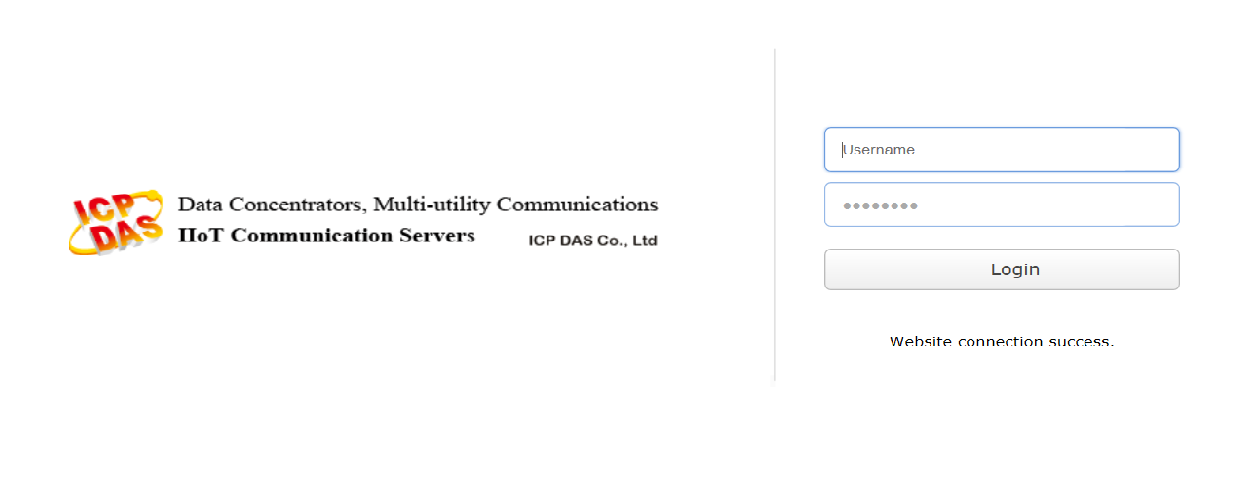 ICP
DAS
Data Concentrators, Multi-utility Communications
IIoT Communication Servers
ICP DAS Co., Ltd
Username
••••••••
Login
Website connection success.